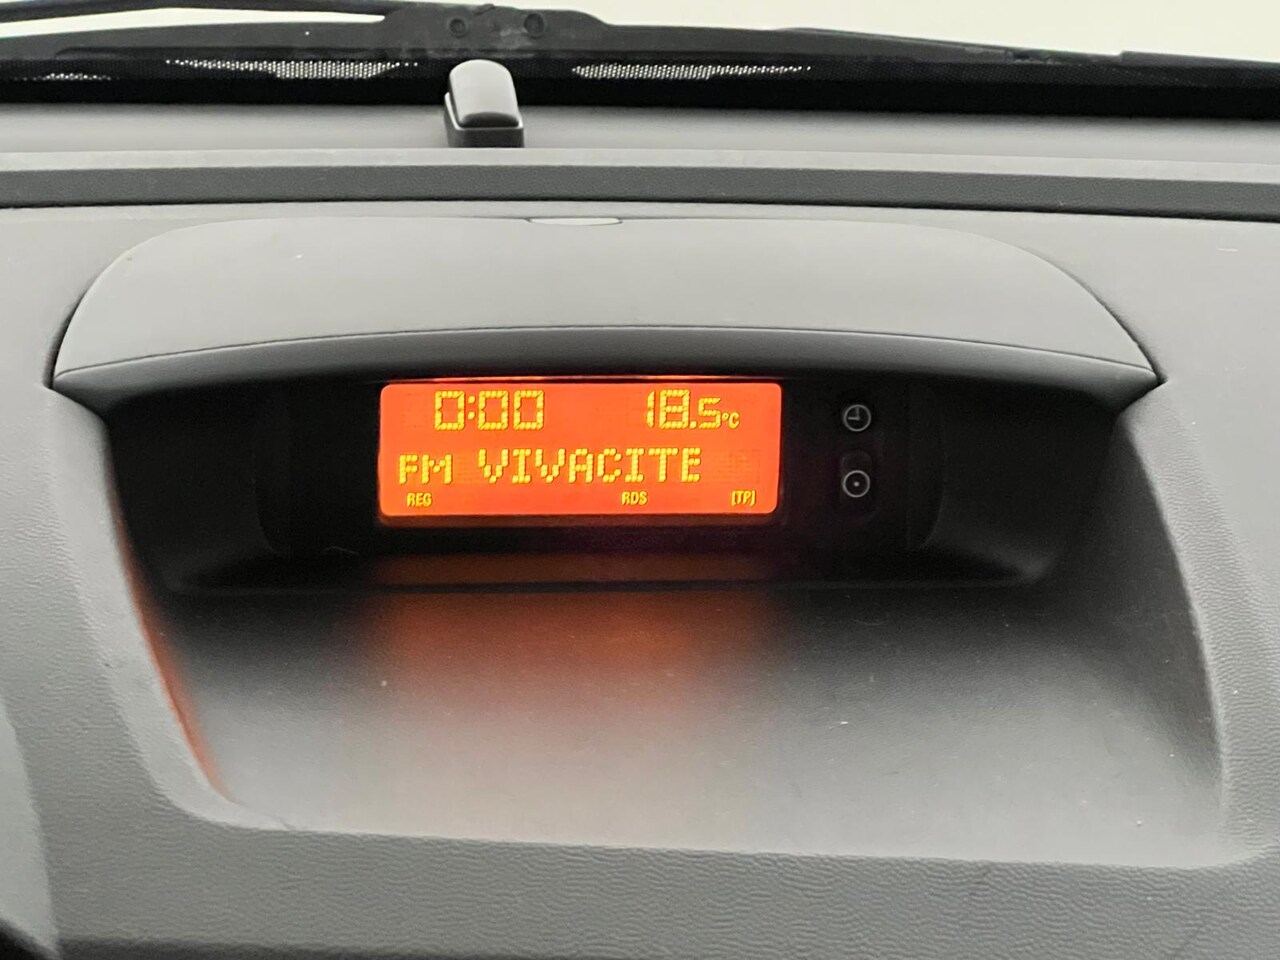 0:00 18.5°C
FM VIVACITE
REG RDS [TP]